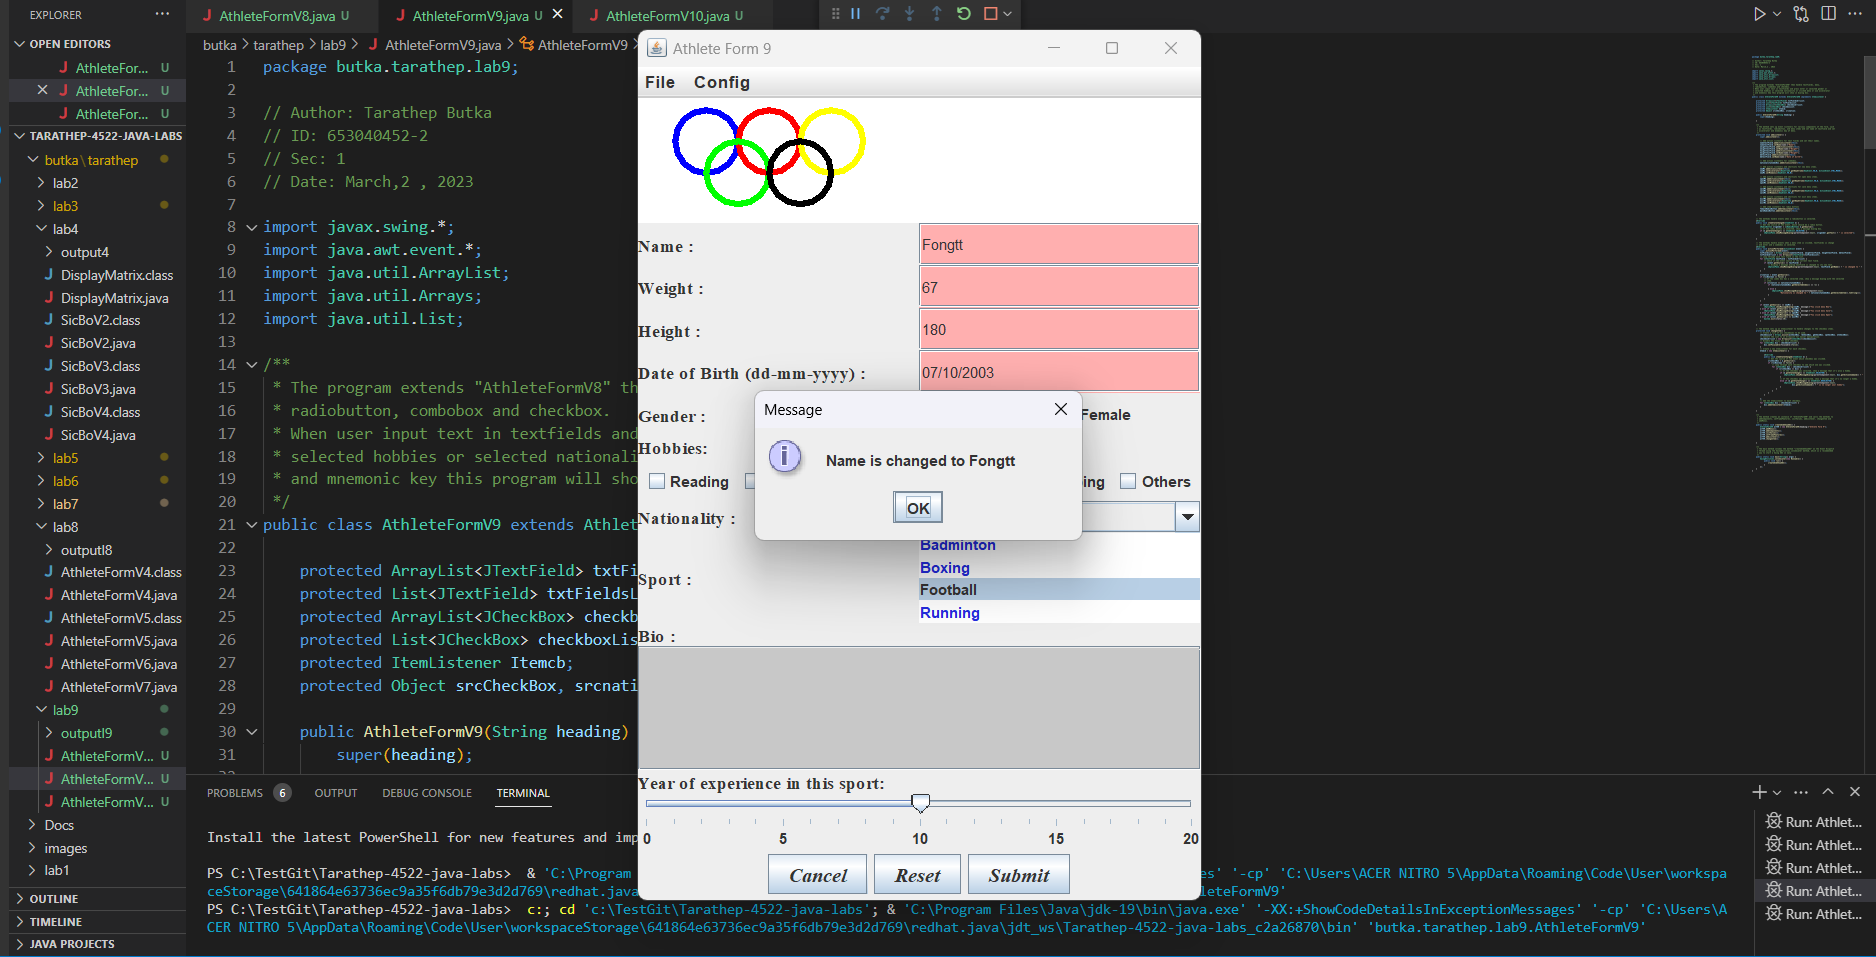 EXPLORER
OPEN EDITORS
AthleteFor... U
AthleteFor... U
AthleteFor... U
TARATHEP-4522-JAVA-LABS
butka\tarathep
lab2
lab3
lab4
output4
DisplayMatrix.class
DisplayMatrix.java
SicBoV2.class
SicBoV2.java
SicBoV3.class
SicBoV3.java
SicBoV4.class
SicBoV4.java
lab5
lab6
lab7
lab8
outputl8
AthleteFormV4.class
AthleteFormV4.java
AthleteFormV5.class
AthleteFormV5.java
AthleteFormV6.java
AthleteFormV7.java
lab9
outputl9
AthleteFormV... U
AthleteFormV... U
AthleteFormV... U
Docs
images
lab1
OUTLINE
TIMELINE
JAVA PROJECTS
AthleteFormV8.java U
AthleteFormV9.java U
AthleteFormV10.java U
butka > tarathep > lab9 > AthleteFormV9.java > AthleteFormV9 >
1 package butka.tarathep.lab9;
2
3 // Author: Tarathep Butka
4 // ID: 653040452-2
5 // Sec: 1
6 // Date: March,2 , 2023
7
8 import javax.swing.*;
9 import java.awt.event.*;
10 import java.util.ArrayList;
11 import java.util.Arrays;
12 import java.util.List;
13
14 /**
15 * The program extends "AthleteFormV8" th
16 * radiobutton, combobox and checkbox.
17 * When user input text in textfields and
18 * selected hobbies or selected nationali
19 * and mnemonic key this program will sho
20 */
21 public class AthleteFormV9 extends Athlet
22
23 protected ArrayList<JTextField> txtFi
24 protected List<JTextField> txtFieldsL
25 protected ArrayList<JCheckBox> checkb
26 protected List<JCheckBox> checkboxLis
27 protected ItemListener Itemcb;
28 protected Object srcCheckBox, srcnati
29
30 public AthleteFormV9(String heading)
31 super(heading);
Athlete Form 9
File Config
Name :
Fongtt
Weight :
67
Height :
180
Date of Birth (dd-mm-yyyy) :
07/10/2003
Gender :
Female
Hobbies:
Reading
ing
Others
Nationality :
Message
Name is changed to Fongtt
OK
Sport :
Badminton
Boxing
Football
Running
Bio :
Year of experience in this sport:
0 5 10 15 20
Cancel Reset Submit
PROBLEMS 6 OUTPUT DEBUG CONSOLE TERMINAL
Install the latest PowerShell for new features and imp
PS C:\TestGit\Tarathep-4522-java-labs> & 'C:\Program es' '-cp' 'C:\Users\ACER NITRO 5\AppData\Roaming\Code\User\workspa
ceStorage\641864e63736ec9a35f6db79e3d2d769\redhat.java leteFormV9'
PS C:\TestGit\Tarathep-4522-java-labs> c:; cd 'c:\TestGit\Tarathep-4522-java-labs'; & 'C:\Program Files\Java\jdk-19\bin\java.exe' '-XX:+ShowCodeDetailsInExceptionMessages' '-cp' 'C:\Users\A
CER NITRO 5\AppData\Roaming\Code\User\workspaceStorage\641864e63736ec9a35f6db79e3d2d769\redhat.java\jdt_ws\Tarathep-4522-java-labs_c2a26870\bin' 'butka.tarathep.lab9.AthleteFormV9'
Run: Athlet...
Run: Athlet...
Run: Athlet...
Run: Athlet...
Run: Athlet...